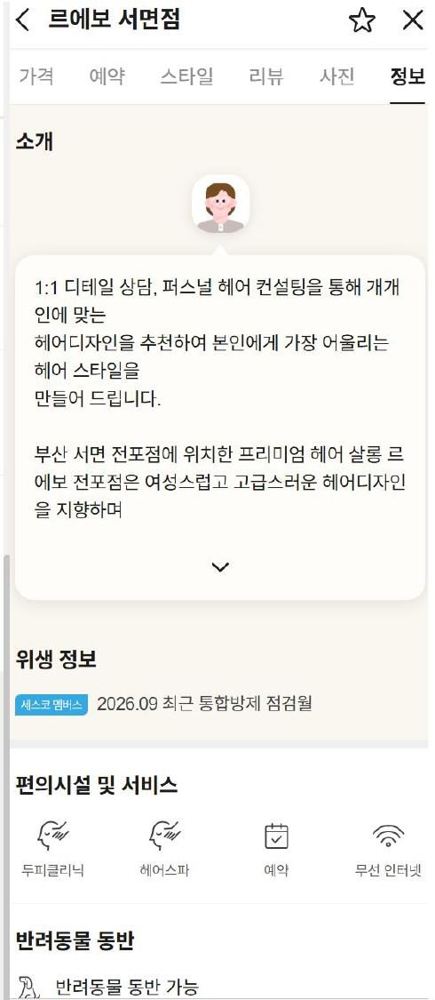 르에보 서면점
가격 예약 스타일 리뷰 사진 정보
소개
1:1 디테일 상담, 퍼스널 헤어 컨설팅을 통해 개개
인에 맞는
헤어디자인을 추천하여 본인에게 가장 어울리는
헤어 스타일을
만들어 드립니다.
부산 서면 전포점에 위치한 프리미엄 헤어 살롱 르
에보 전포점은 여성스럽고 고급스러운 헤어디자인
을 지향하며
위생 정보
세스코 멤버스 2026.09 최근 통합방제 점검월
편의시설 및 서비스
두피클리닉 헤어스파 예약 무선 인터넷
반려동물 동반
반려동물 동반 가능